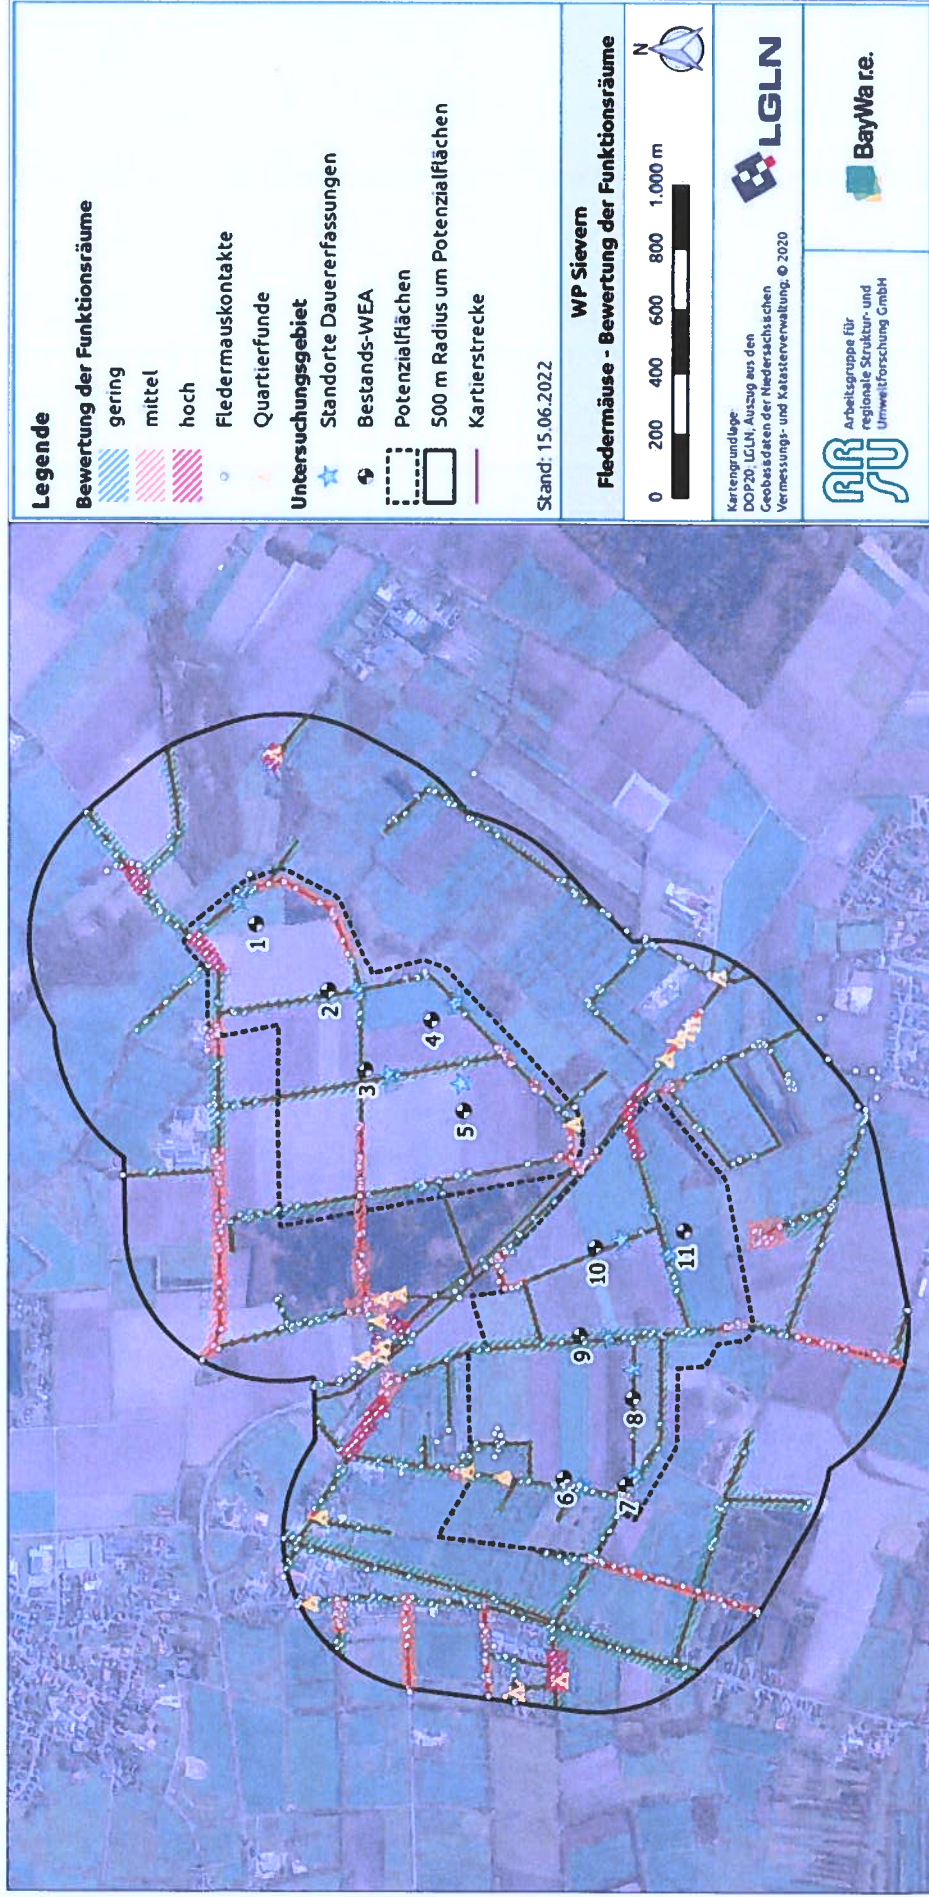 Legende
Bewertung der Funktionsräume
gering
mittel
hoch
Fledermauskontakte
Quartierfunde
Untersuchungsgebiet
Standorte Dauererfassungen
Bestands-WEA
Potenzialflächen
500 m Radius um Potenzialflächen
Kartierstrecke
Stand: 15.06.2022
WP Sievern
Fledermäuse - Bewertung der Funktionsräume
0 200 400 600 800 1.000 m
N
Kartengrundlage:
DOP20; LGLN, Auszug aus den
Geobasisdaten der Niedersächsischen
Vermessungs- und Katasterverwaltung, © 2020
LGLN
ARSU
Arbeitsgruppe für
regionale Struktur- und
Umweltforschung GmbH
BayWa r.e.
1
2
3
4
5
6
7
8
9
10
11